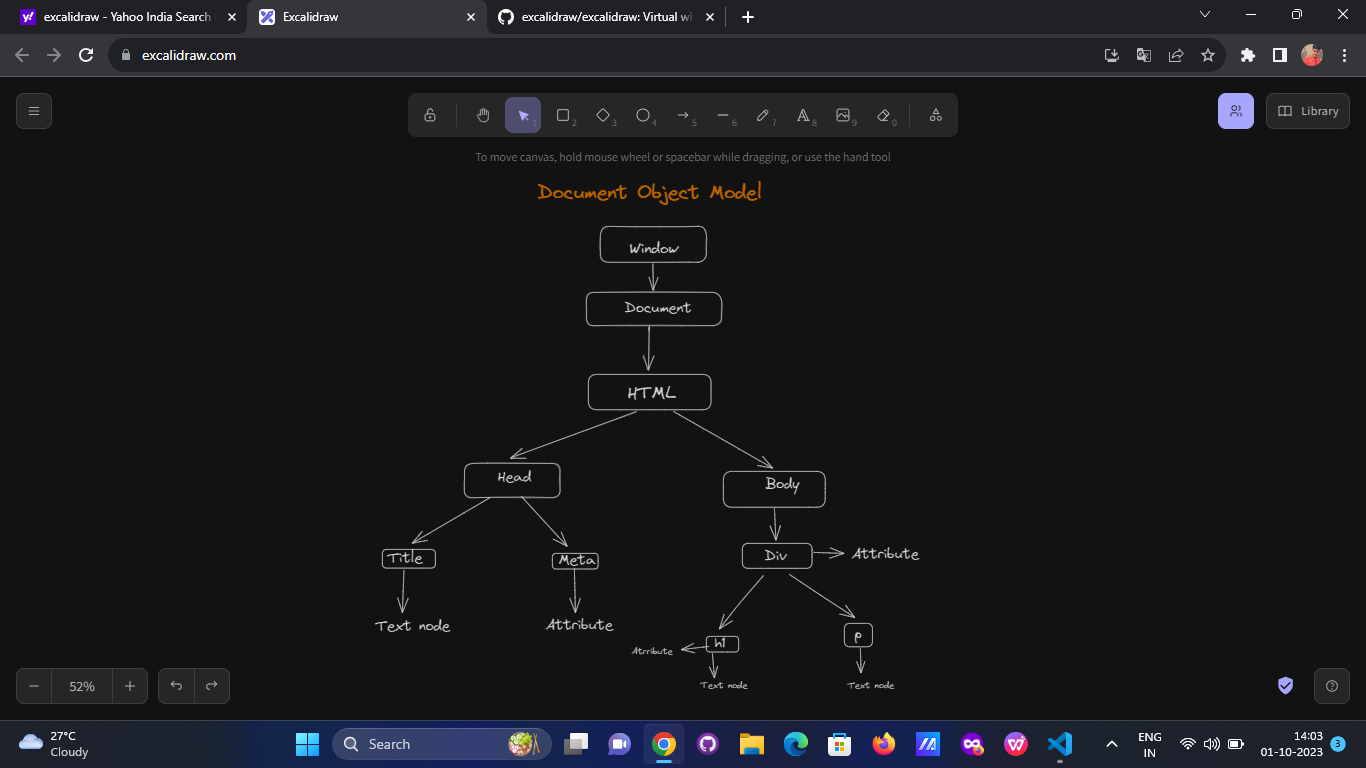 excalidraw - Yahoo India Search
Excalidraw
excalidraw/excalidraw: Virtual wh
excalidraw.com
1
2
3
4
5
6
7
8
9
0
Library
To move canvas, hold mouse wheel or spacebar while dragging, or use the hand tool
Document Object Model
Window
Document
HTML
Head
Body
Title
Meta
Div
Attribute
Text node
Attribute
h1
p
Atrribute
Text node
Text node
52%
27°C
Cloudy
Search
ENG
IN
14:03
01-10-2023
3